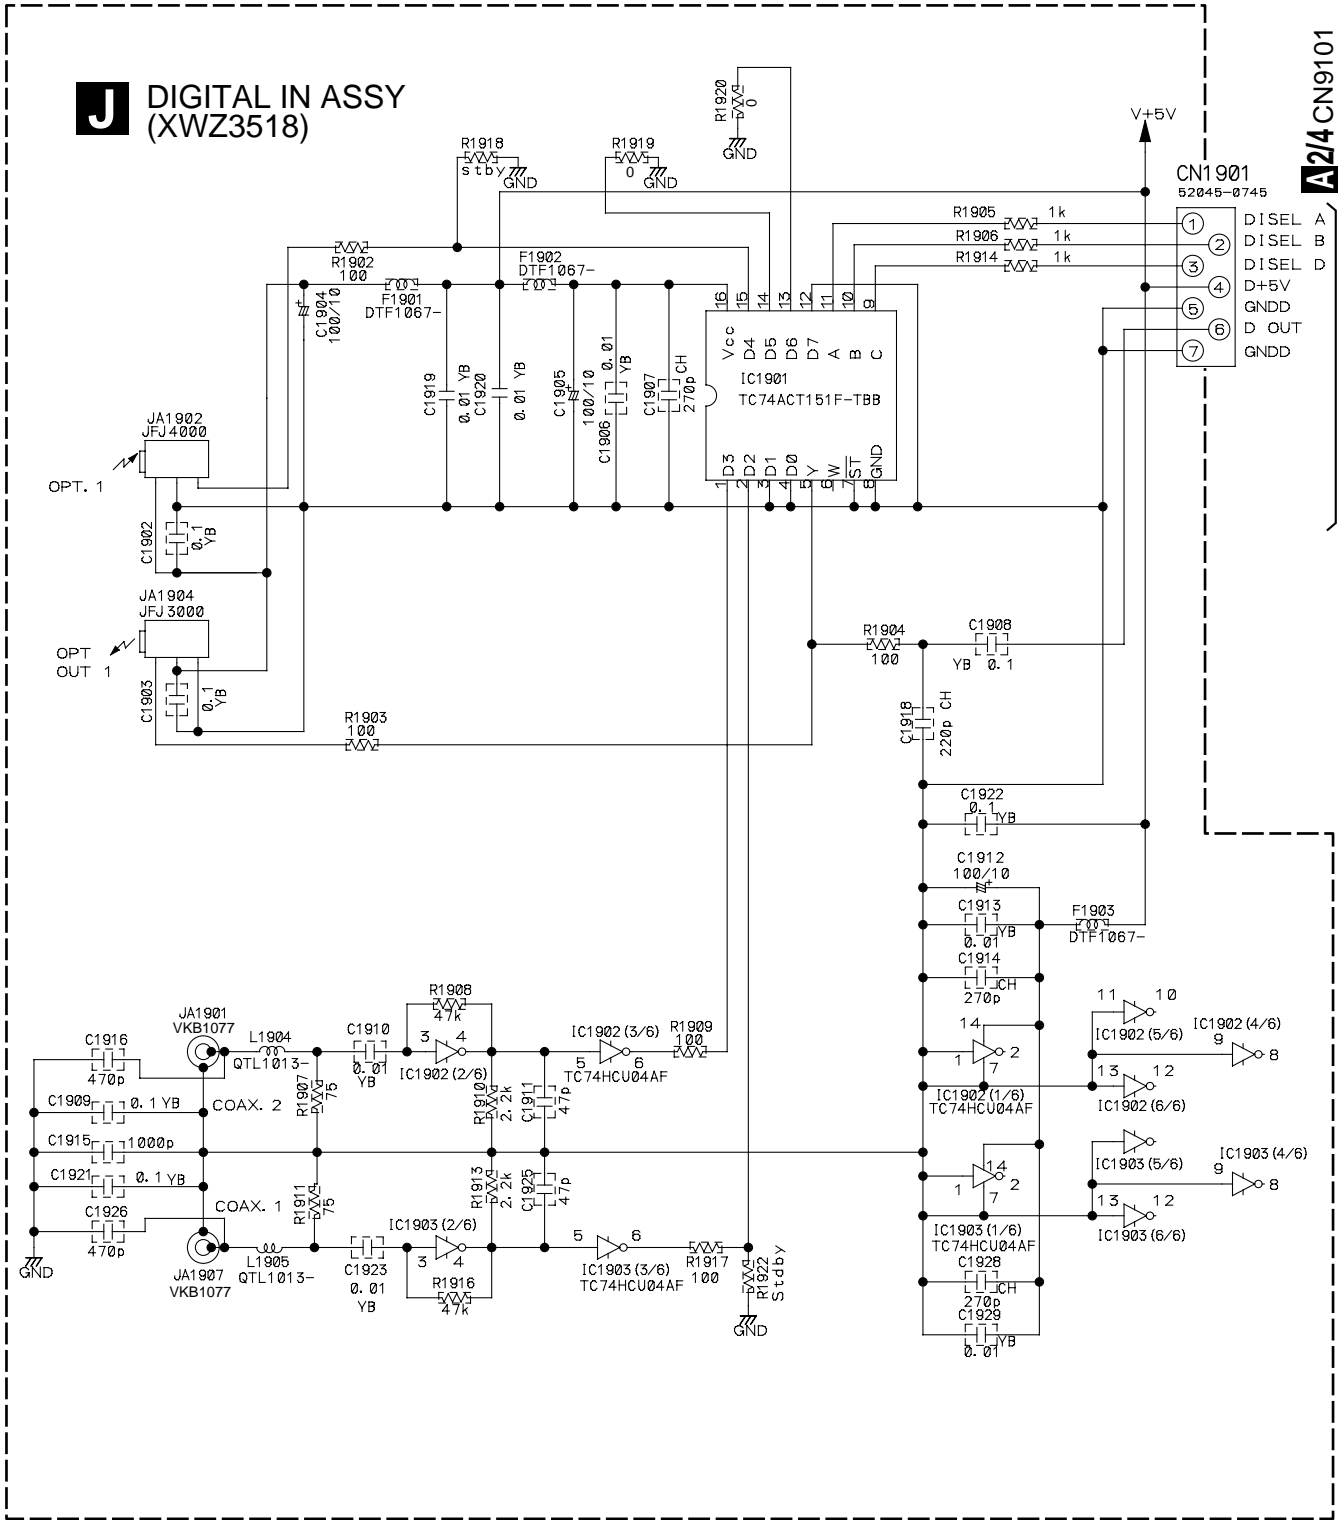 J
DIGITAL IN ASSY
(XWZ3518)
A2/4 CN9101
R1920
0
GND
V+5V
R1918
stby
GND
R1919
0
GND
CN1901
52045-0745
R1905 1k
R1906 1k
R1914 1k
1 DISEL A
2 DISEL B
3 DISEL D
4 D+5V
5 GNDD
6 D OUT
7 GNDD
R1902
100
F1902
DTF1067-
F1901
DTF1067-
C1904
100/10
C1919
0.01 YB
C1920
0.01 YB
C1905
100/10
C1906
0.01
YB
C1907
270p
CH
16 15 14 13 12 11 10 9
Vcc D4 D5 D6 D7 A B C
IC1901
TC74ACT151F-TBB
D3 D2 D1 D0 Y W ST GND
1 2 3 4 5 6 7 8
JA1902
JFJ4000
OPT. 1
C1902
0.1
YB
JA1904
JFJ3000
OPT
OUT 1
C1903
0.1
YB
R1903
100
R1904
100
C1908
YB 0.1
C1918
220p CH
C1922
0.1
YB
C1912
100/10
C1913
YB
0.01
F1903
DTF1067-
C1914
CH
270p
R1908
47k
JA1901
VKB1077
C1916
470p
L1904
QTL1013-
C1910
0.01
YB
3 4
IC1902(2/6)
IC1902(3/6)
5 6
TC74HCU04AF
R1909
100
14
1 2
7
IC1902(1/6)
TC74HCU04AF
11 10
IC1902(5/6)
IC1902(4/6)
9 8
13 12
IC1902(6/6)
C1909
0.1 YB
COAX. 2
R1907
75
R1910
2.2k
C1911
47p
C1915
1000p
C1921
0.1 YB
R1911
75
R1913
2.2k
C1925
47p
14
1 2
7
IC1903(1/6)
TC74HCU04AF
IC1903(5/6)
IC1903(4/6)
9 8
13 12
IC1903(6/6)
C1926
470p
COAX. 1
GND
JA1907
VKB1077
L1905
QTL1013-
C1923
0.01
YB
IC1903(2/6)
3 4
R1916
47k
5 6
IC1903(3/6)
TC74HCU04AF
R1917
100
R1922
Stdby
GND
C1928
CH
270p
C1929
YB
0.01